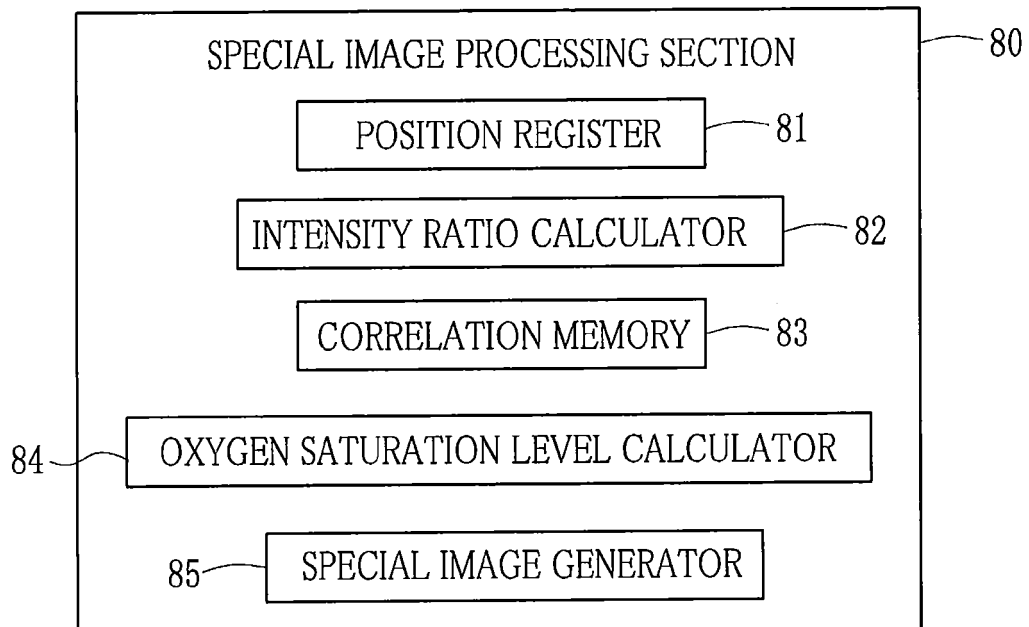 SPECIAL IMAGE PROCESSING SECTION
80
POSITION REGISTER
81
INTENSITY RATIO CALCULATOR
82
CORRELATION MEMORY
83
84
OXYGEN SATURATION LEVEL CALCULATOR
85
SPECIAL IMAGE GENERATOR